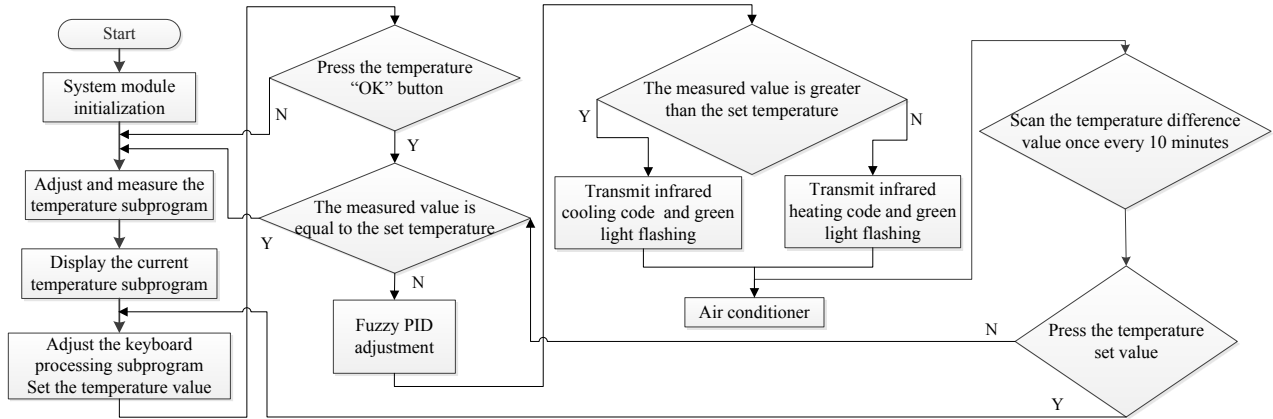 Start
System module
initialization
Adjust and measure the
temperature subprogram
Display the current
temperature subprogram
Adjust the keyboard
processing subprogram
Set the temperature value
Press the temperature
“OK” button
N
Y
The measured value is
equal to the set temperature
Y
N
Fuzzy PID
adjustment
The measured value is greater
than the set temperature
Y
N
Transmit infrared
cooling code and green
light flashing
Transmit infrared
heating code and green
light flashing
Air conditioner
Scan the temperature difference
value once every 10 minutes
Press the temperature
set value
N
Y